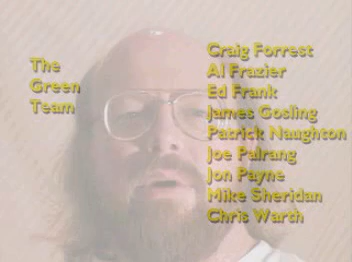 The
Green
Team
Craig Forrest
Al Frazier
Ed Frank
James Gosling
Patrick Naughton
Joe Palrang
Jon Payne
Mike Sheridan
Chris Warth